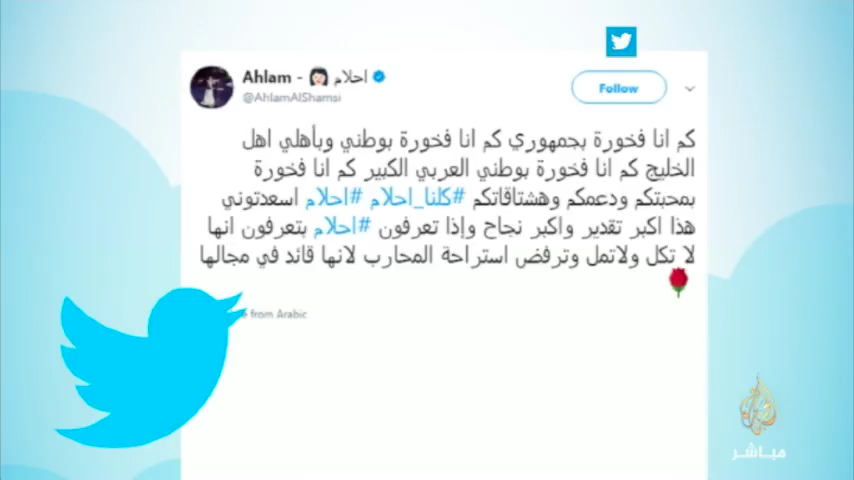 Ahlam - احلام
@AhlamAlShamsi
Follow
كم انا فخورة بجمهوري كم انا فخورة بوطني وبأهلي اهل
الخليج كم انا فخورة بوطني العربي الكبير كم انا فخورة
بمحبتكم ودعمكم وهشتاقاتكم #كلنا_احلام #احلام اسعدتوني
هذا اكبر تقدير واكبر نجاح وإذا تعرفون #احلام بتعرفون انها
لا تكل ولاتمل وترفض استراحة المحارب لانها قائد في مجالها
from Arabic
مباشر